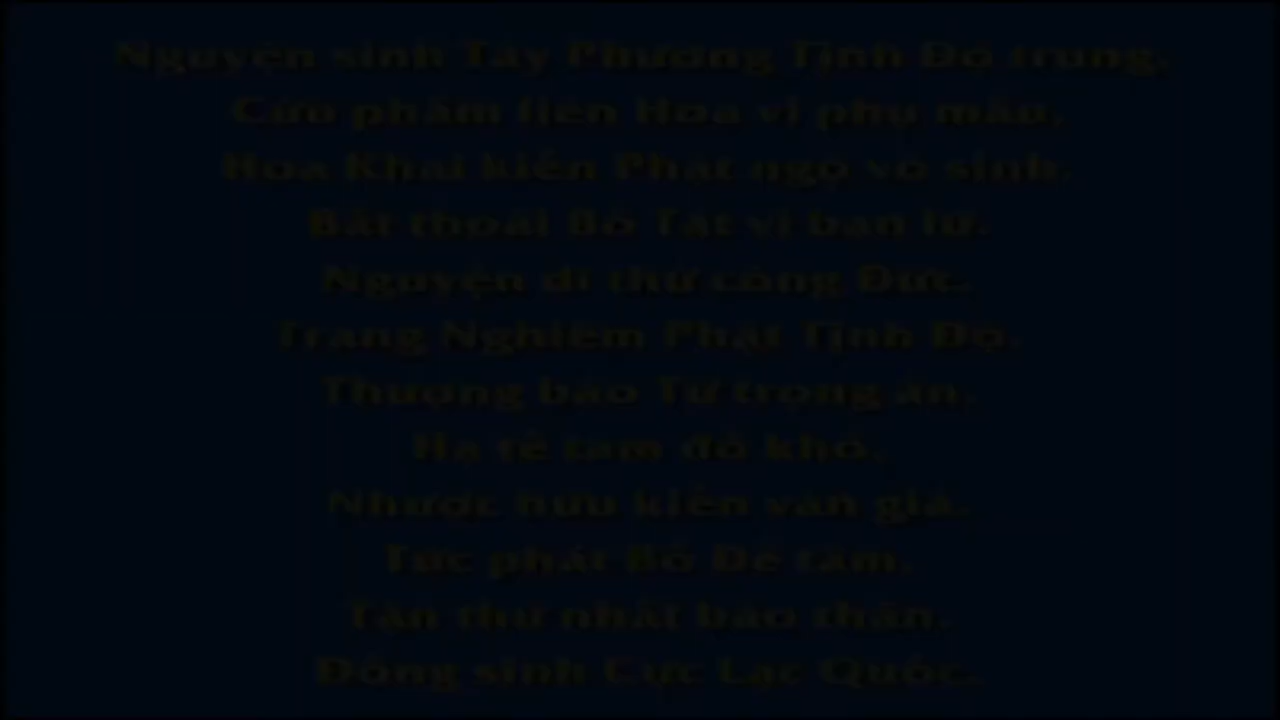 Nguyện sinh Tây Phương Tịnh Độ trung,
Cửu phẩm liên Hoa vi phụ mẫu,
Hoa Khai kiến Phật ngộ vô sinh,
Bất thoái Bồ Tát vi bạn lữ.
Nguyện dĩ thử công Đức,
Trang Nghiêm Phật Tịnh Độ.
Thượng báo Tứ trọng ân,
Hạ tế tam đồ khổ.
Nhược hữu kiến văn giả,
Tức phát Bồ Đề tâm.
Tận thử nhất báo thân,
Đồng sinh Cực Lạc Quốc.